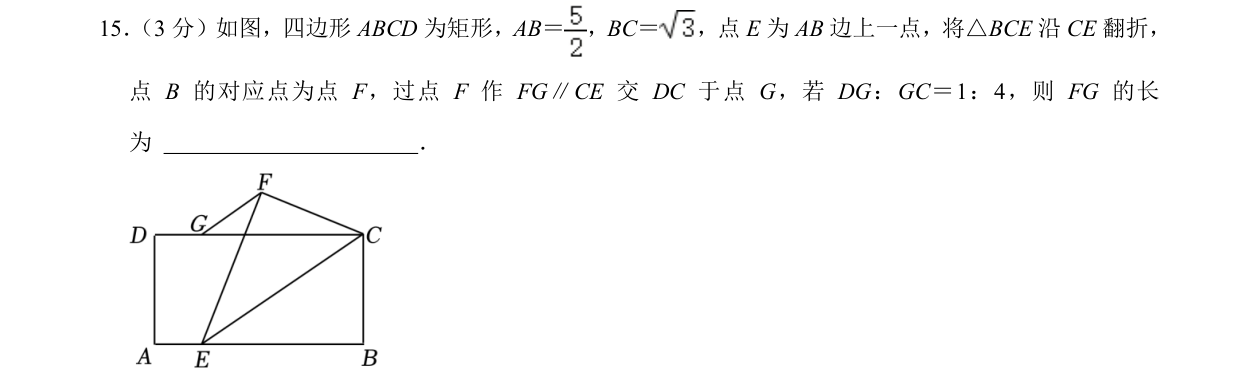 15.（3 分）如图，四边形 ABCD 为矩形，AB＝5/2，BC＝√3，点 E 为 AB 边上一点，将△BCE 沿 CE 翻折，
点 B 的对应点为点 F，过点 F 作 FG∥CE 交 DC 于点 G，若 DG：GC＝1：4，则 FG 的长
为 ____________________．
F
D G C
A E B